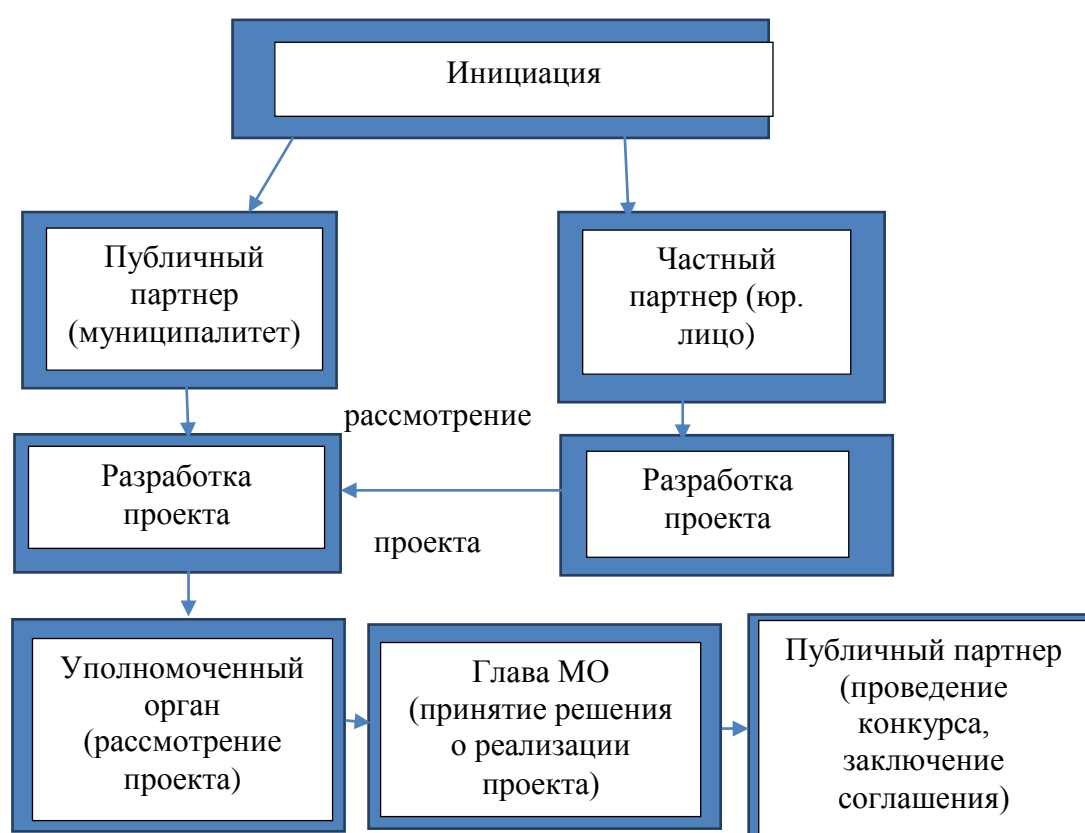 Инициация
Публичный
партнер
(муниципалитет)
Частный
партнер (юр.
лицо)
рассмотрение
Разработка
проекта
Разработка
проекта
проекта
Уполномоченный
орган
(рассмотрение
проекта)
Глава МО
(принятие решения
о реализации
проекта)
Публичный партнер
(проведение
конкурса,
заключение
соглашения)